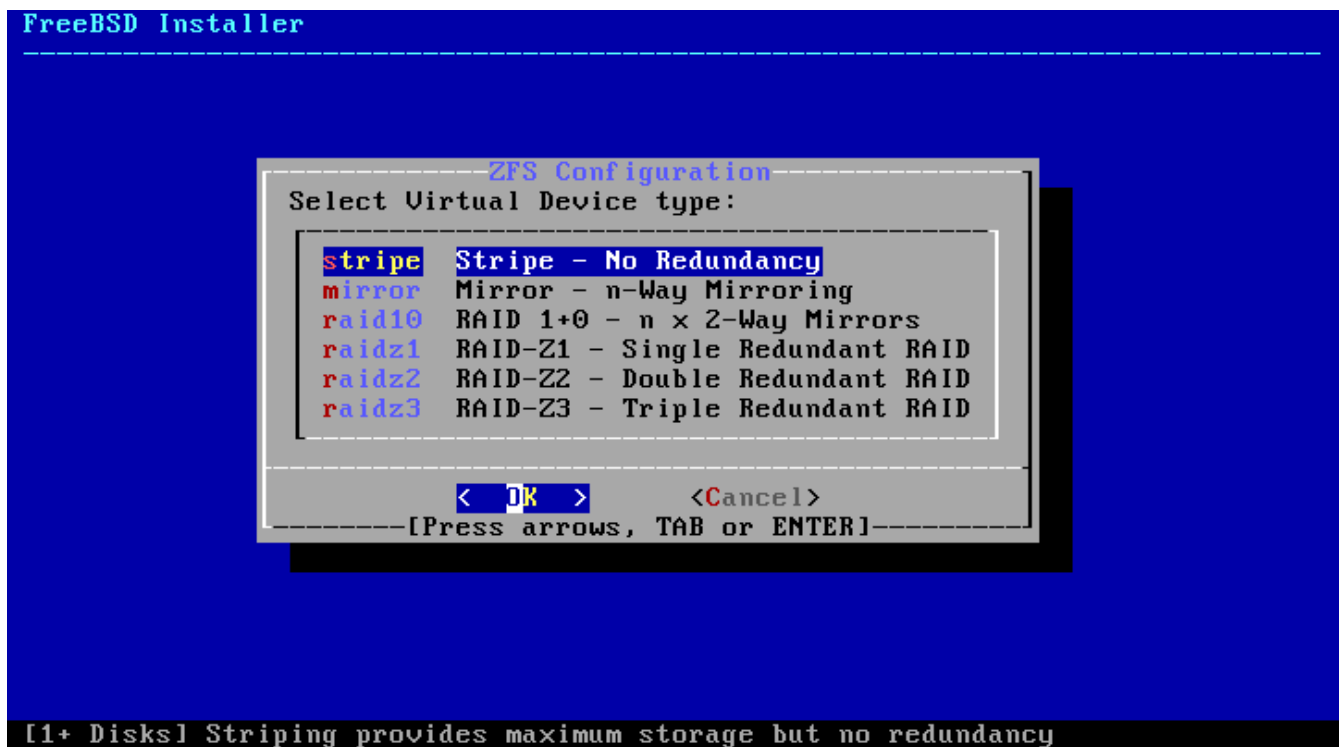 FreeBSD Installer
ZFS Configuration
Select Virtual Device type:
stripe Stripe - No Redundancy
mirror Mirror - n-Way Mirroring
raid10 RAID 1+0 - n x 2-Way Mirrors
raidz1 RAID-Z1 - Single Redundant RAID
raidz2 RAID-Z2 - Double Redundant RAID
raidz3 RAID-Z3 - Triple Redundant RAID
< OK > <Cancel>
[Press arrows, TAB or ENTER]
[1+ Disks] Striping provides maximum storage but no redundancy